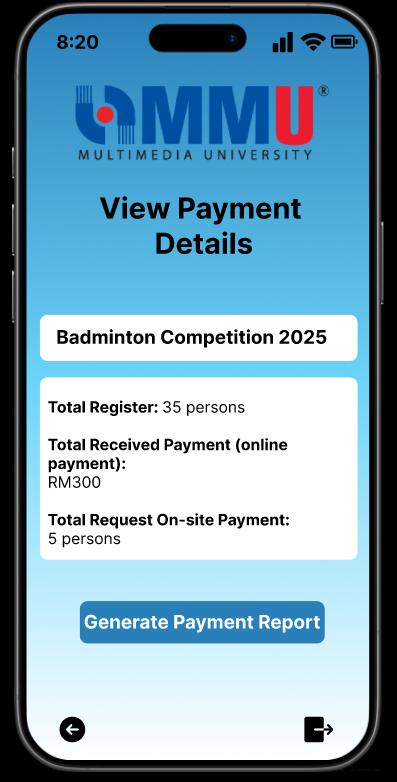 8:20
MMU®
MULTIMEDIA UNIVERSITY
View Payment
Details
Badminton Competition 2025
Total Register: 35 persons
Total Received Payment (online
payment):
RM300
Total Request On-site Payment:
5 persons
Generate Payment Report